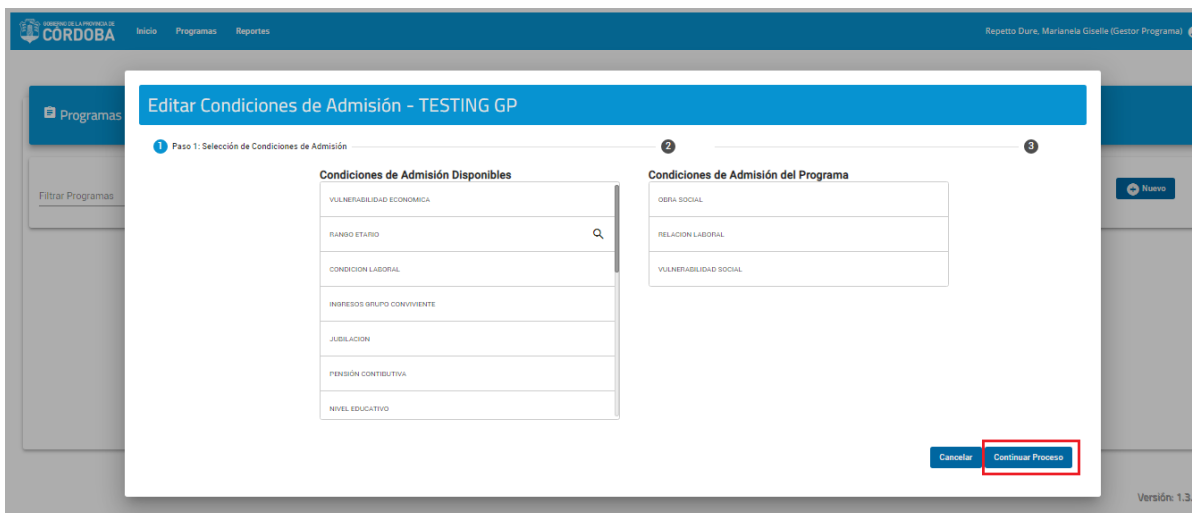 GOBIERNO DE LA PROVINCIA DE
CÓRDOBA
Inicio Programas Reportes
Repetto Dure, Marianela Giselle (Gestor Programa)
Programas
Editar Condiciones de Admisión - TESTING GP
1 Paso 1: Selección de Condiciones de Admisión 2 3
Filtrar Programas
Nuevo
Condiciones de Admisión Disponibles
VULNERABILIDAD ECONOMICA
RANGO ETARIO
CONDICION LABORAL
INGRESOS GRUPO CONVIVIENTE
JUBILACION
PENSIÓN CONTIBUTIVA
NIVEL EDUCATIVO
Condiciones de Admisión del Programa
OBRA SOCIAL
RELACION LABORAL
VULNERABILIDAD SOCIAL
Cancelar Continuar Proceso
Versión: 1.3.